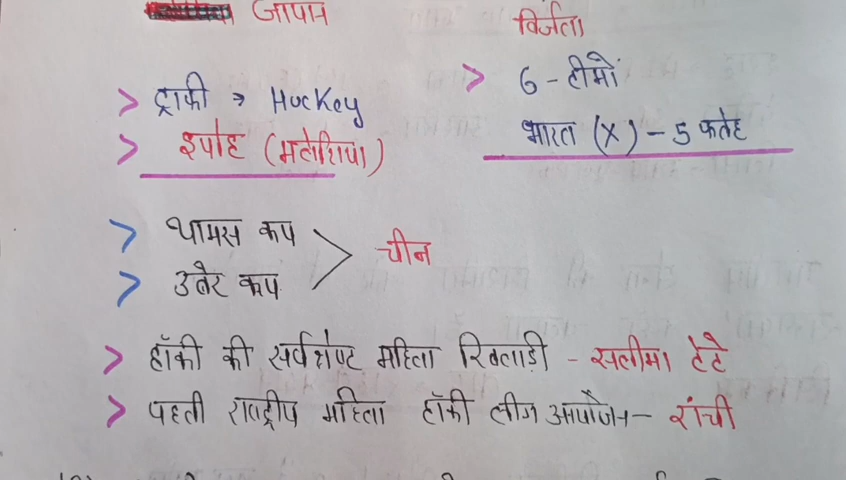 जापान
> ट्राफी → Hockey
> इपोह (मलेशिया)
विजेता
> 6 - टीमों
भारत (X) - 5 फतेह
> थामस कप
> उबेर कप
चीन
> हॉकी की सर्वश्रेष्ट महिला खिलाडी - सलीमा टेटे
> पहली राष्ट्रीय महिला हॉकी लीग आयोजन - रांची